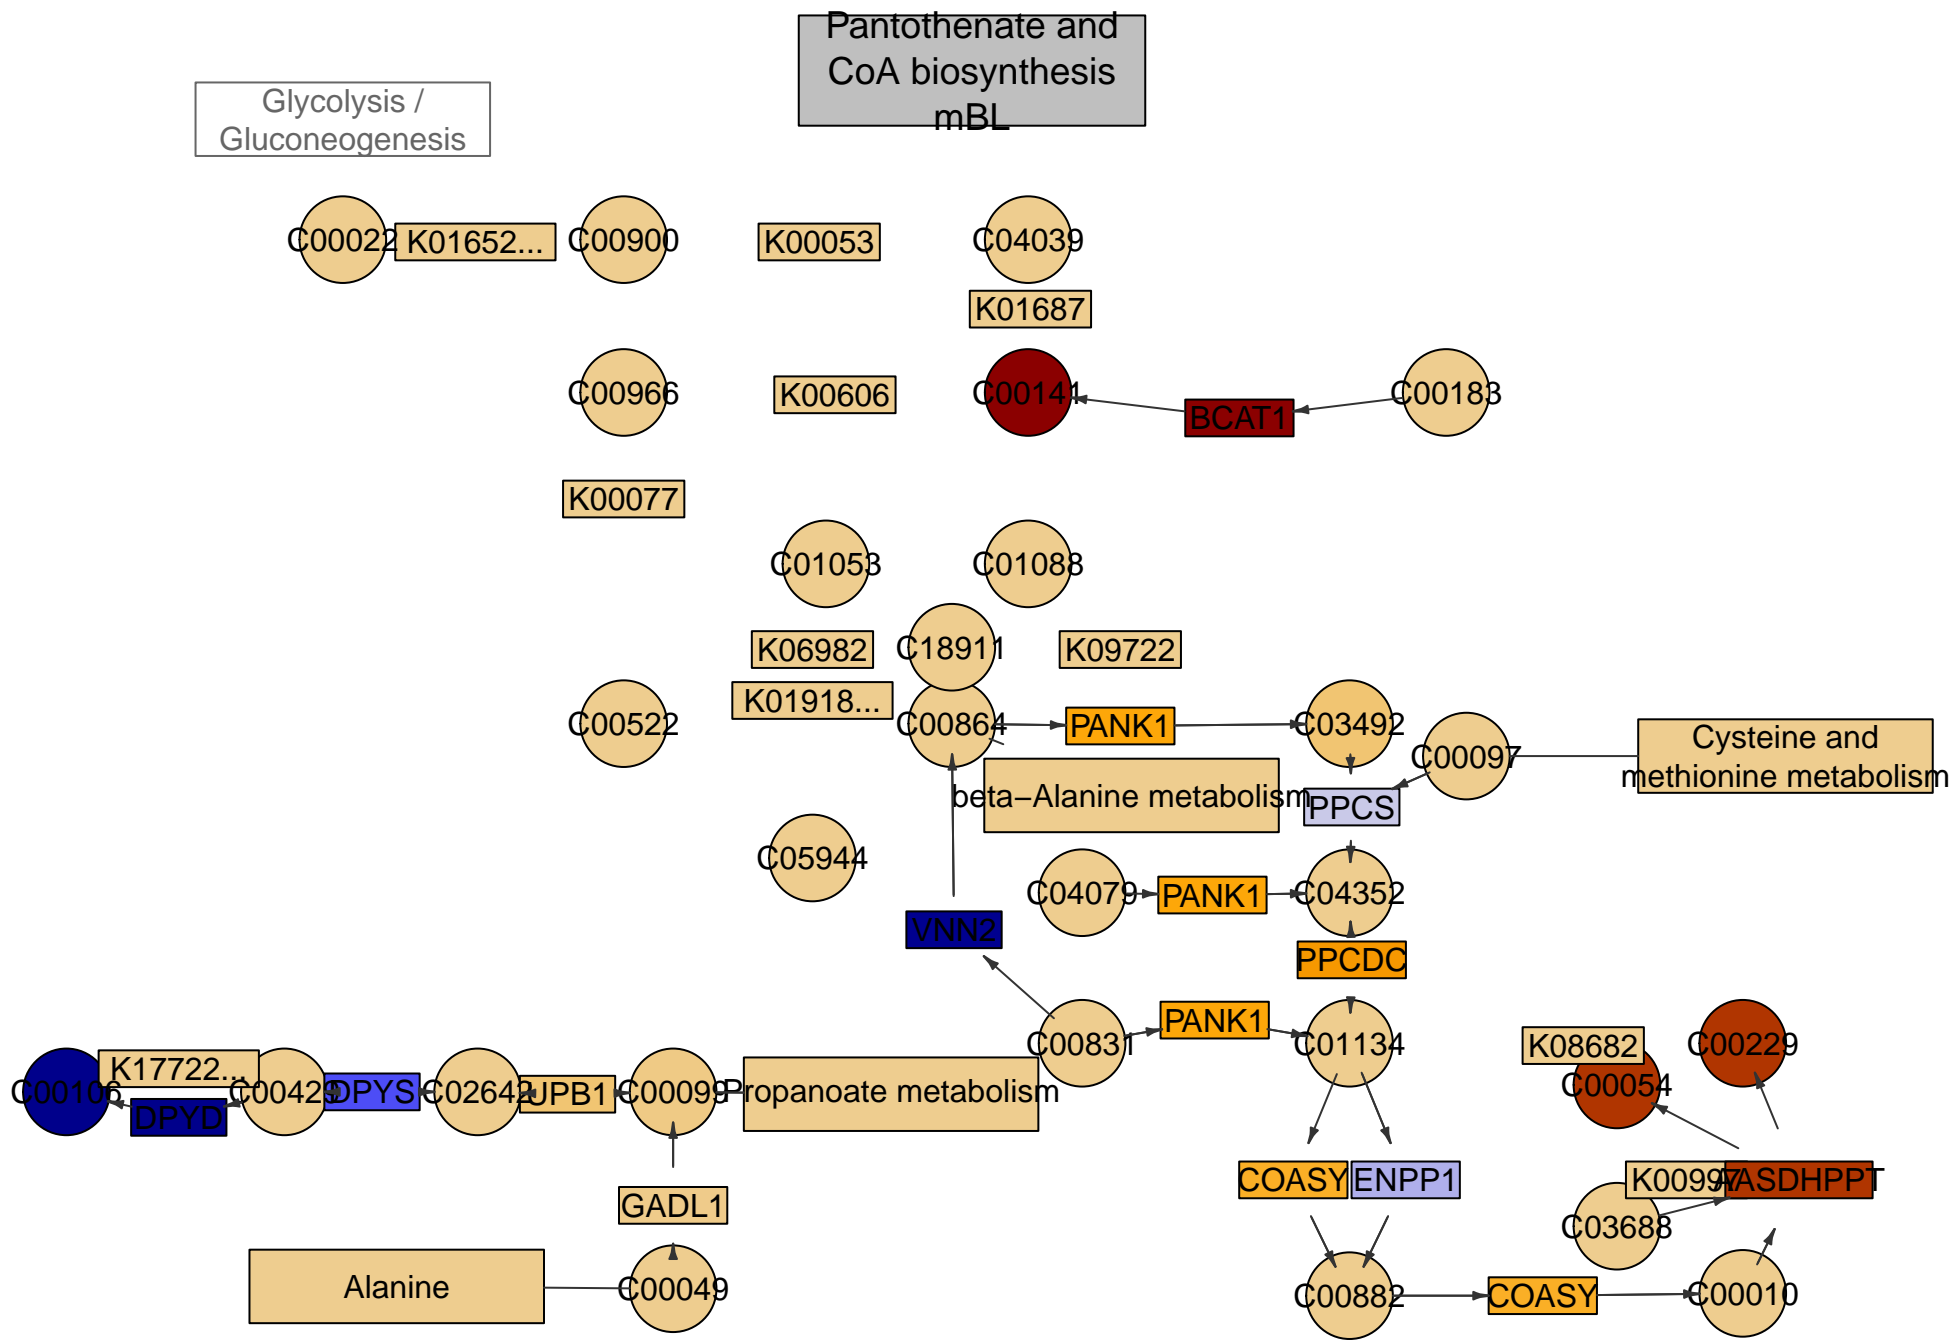 Pantothenate and
CoA biosynthesis
mBL
Glycolysis /
Gluconeogenesis
C00022
K01652...
C00900
K00053
C04039
K01687
C00966
K00606
C00141
BCAT1
C00183
K00077
C01053
C01088
K06982
C18911
K09722
K01918...
C00522
C00864
PANK1
C03492
C00097
Cysteine and
methionine metabolism
beta–Alanine metabolism
PPCS
C05944
C04079
PANK1
C04352
VNN2
PPCDC
PANK1
C00831
C01134
K08682
C00229
C00054
K17722...
C00106
DPYD
C00429
DPYS
C02642
UPB1
C00099
Propanoate metabolism
COASY
ENPP1
K00997
AASDHPPT
GADL1
C03688
Alanine
C00049
C00882
COASY
C00010